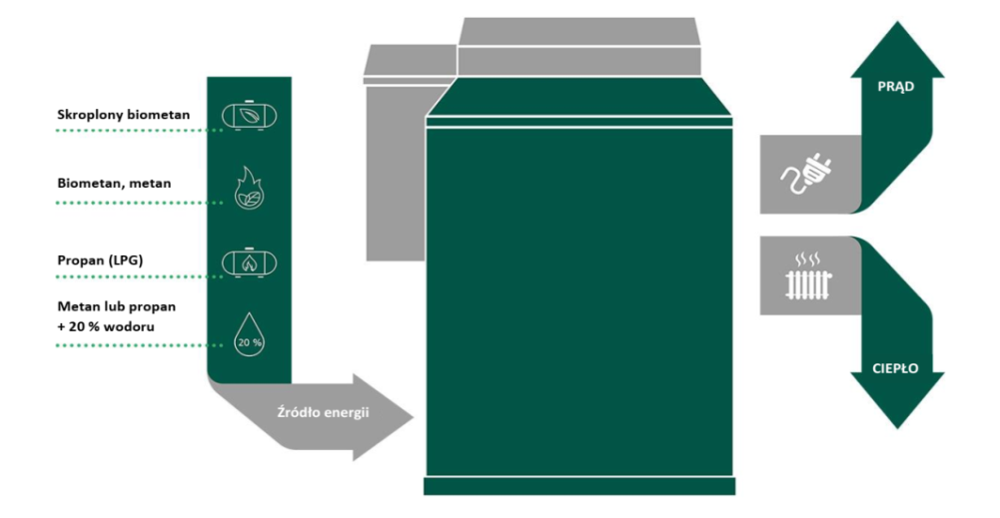 Skroplony biometan
Biometan, metan
Propan (LPG)
Metan lub propan
+ 20 % wodoru
20 %
Źródło energii
PRĄD
CIEPŁO